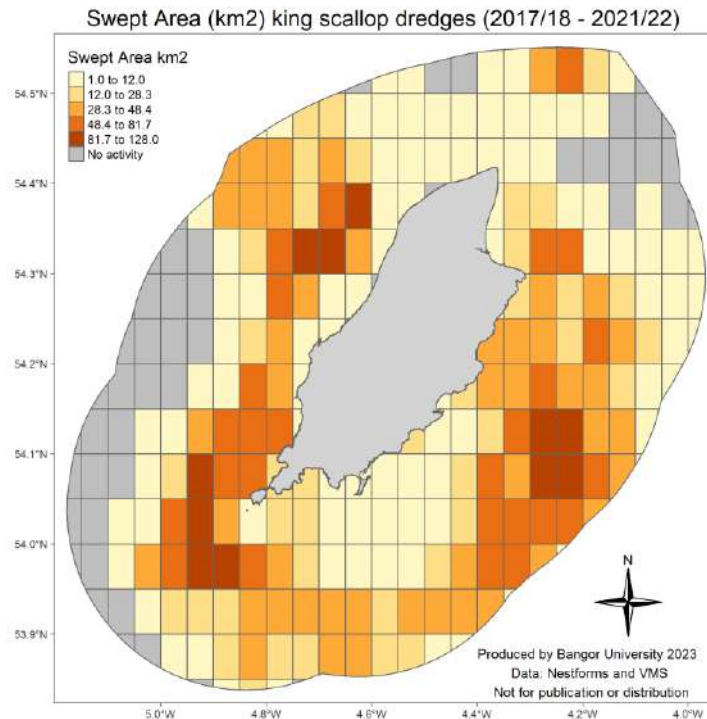 Swept Area (km2) king scallop dredges (2017/18 - 2021/22)
Swept Area km2
1.0 to 12.0
12.0 to 28.3
28.3 to 48.4
48.4 to 81.7
81.7 to 128.0
No activity
54.5°N
54.4°N
54.3°N
54.2°N
54.1°N
54.0°N
53.9°N
N
Produced by Bangor University 2023
Data: Nestforms and VMS
Not for publication or distribution
5.0°W 4.8°W 4.6°W 4.4°W 4.2°W 4.0°W